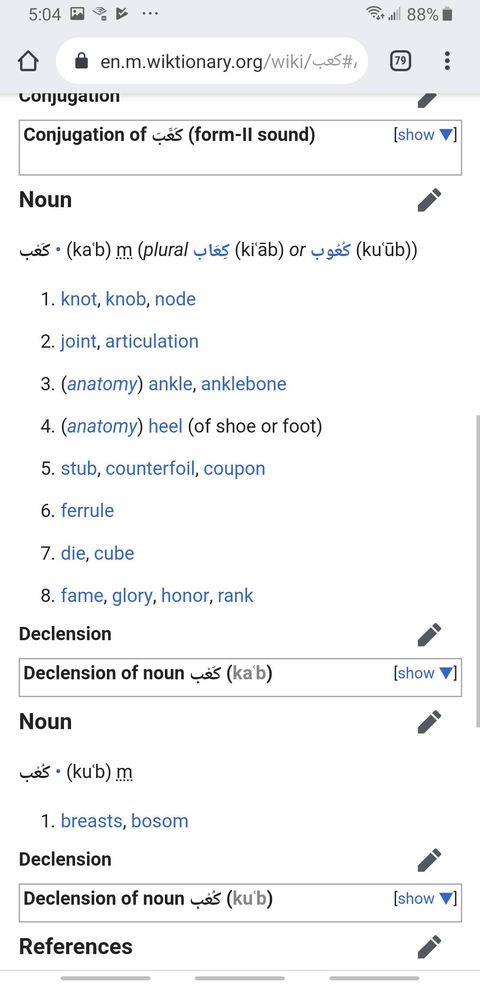 5:04 ... 88%
en.m.wiktionary.org/wiki/كعب#,
79
Conjugation
Conjugation of كَعَّبَ (form-II sound) [show ▼]
Noun
كَعْب • (kaʿb) m (plural كِعَاب (kiʿāb) or كُعُوب (kuʿūb))
1. knot, knob, node
2. joint, articulation
3. (anatomy) ankle, anklebone
4. (anatomy) heel (of shoe or foot)
5. stub, counterfoil, coupon
6. ferrule
7. die, cube
8. fame, glory, honor, rank
Declension
Declension of noun كَعْب (kaʿb) [show ▼]
Noun
كُعْب • (kuʿb) m
1. breasts, bosom
Declension
Declension of noun كُعْب (kuʿb) [show ▼]
References